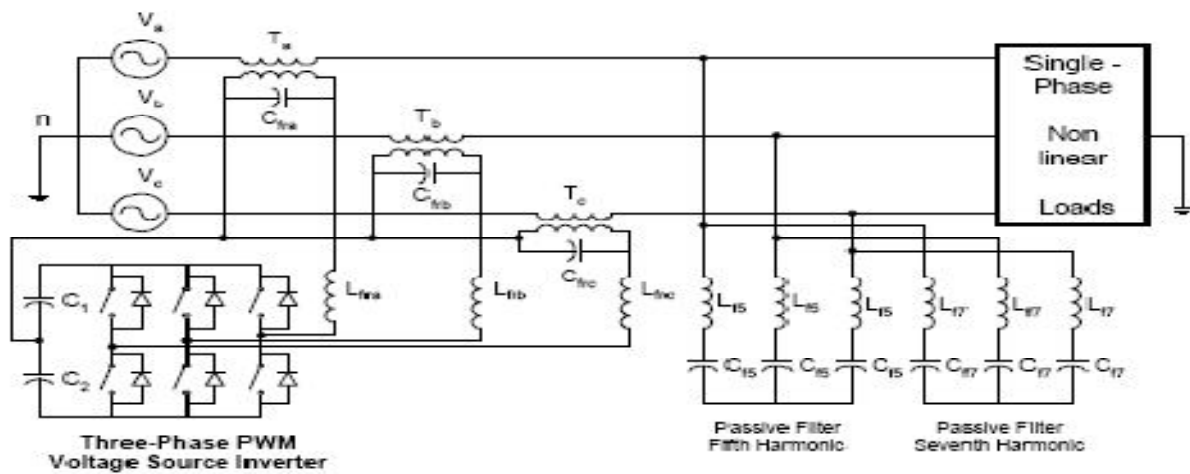 Va
Ta
Cfra
Vb
n
Tb
Cfrb
Vc
Tc
Cfrc
Single - Phase
Non linear
Loads
C1
C2
Lfrra
Lfrb
Lfrc
Lf5
Lf5
Lf5
Lf7
Lf7
Lf7
Cf5
Cf5
Cf5
Cf7
Cf7
Cf7
Three-Phase PWM
Voltage Source Inverter
Passive Filter
Fifth Harmonic
Passive Filter
Seventh Harmonic